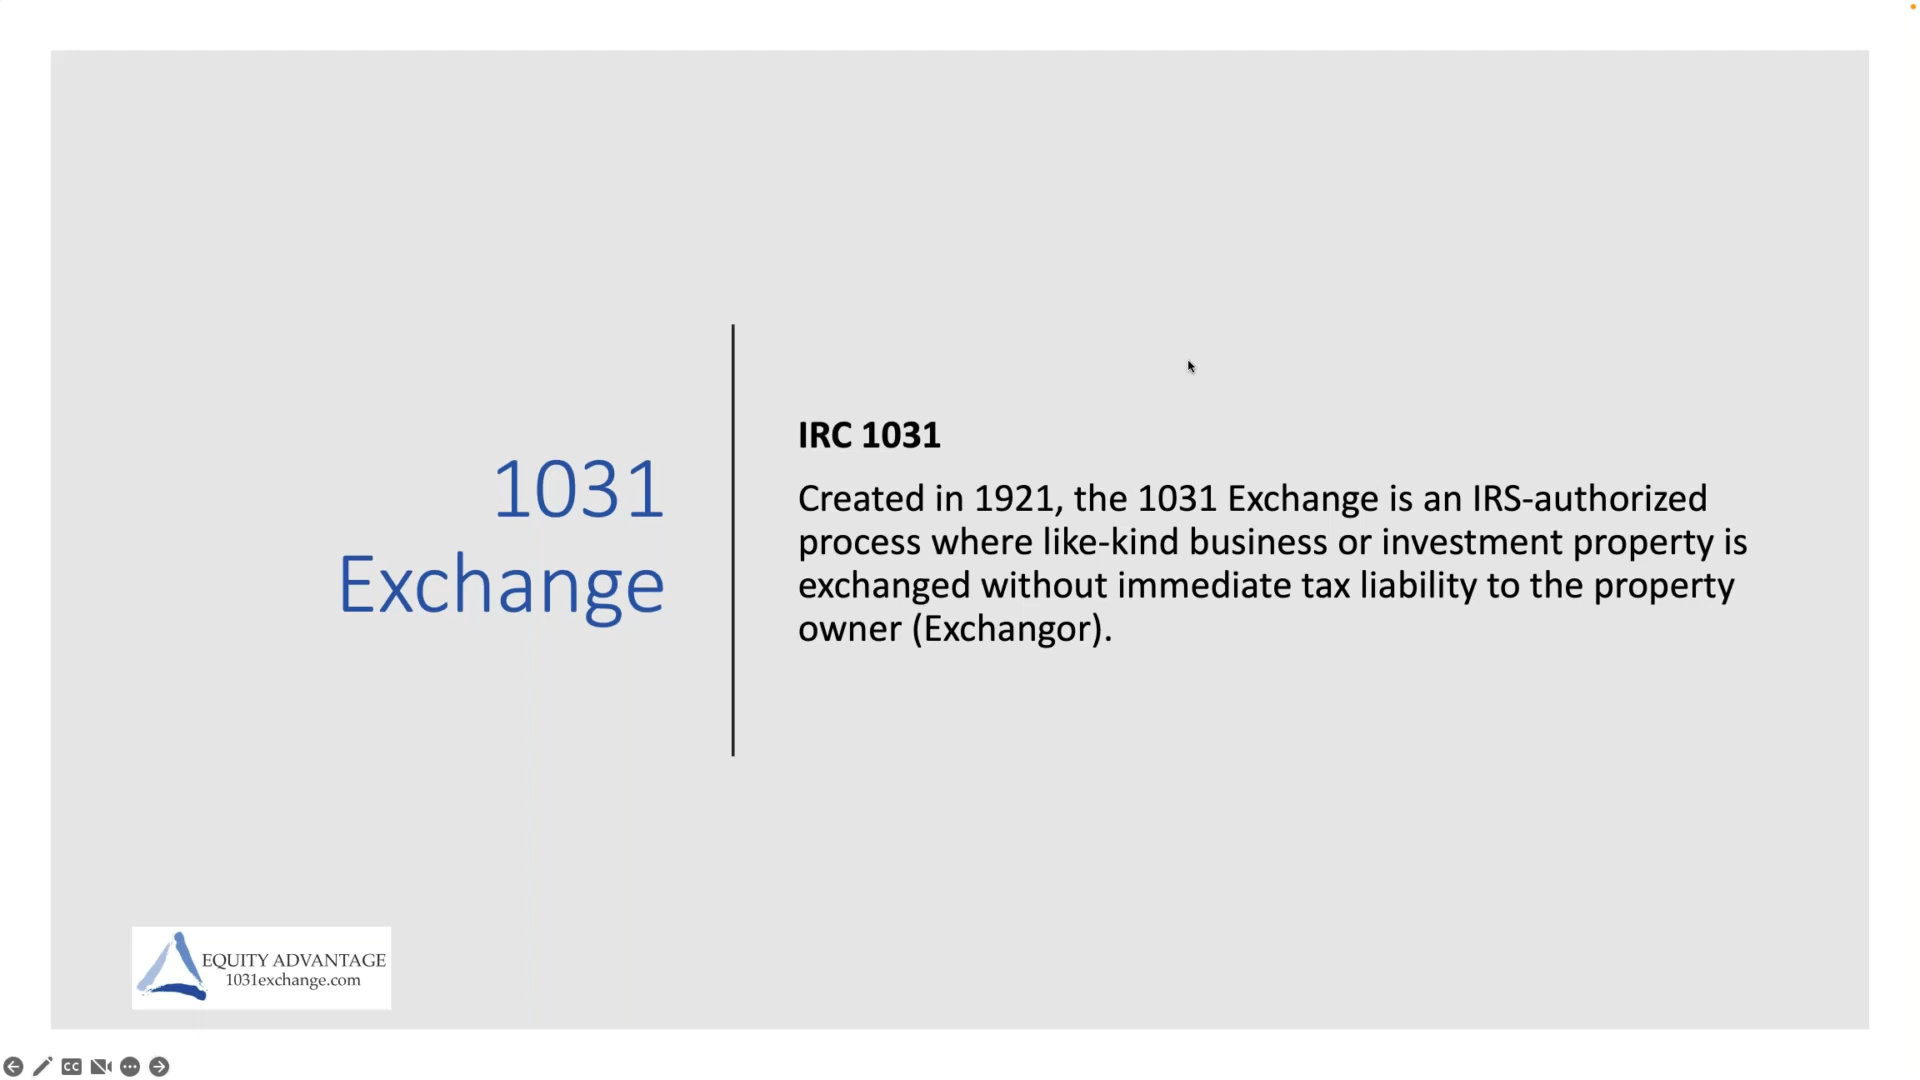 1031
Exchange
IRC 1031
Created in 1921, the 1031 Exchange is an IRS-authorized
process where like-kind business or investment property is
exchanged without immediate tax liability to the property
owner (Exchangor).
EQUITY ADVANTAGE
1031exchange.com
CC